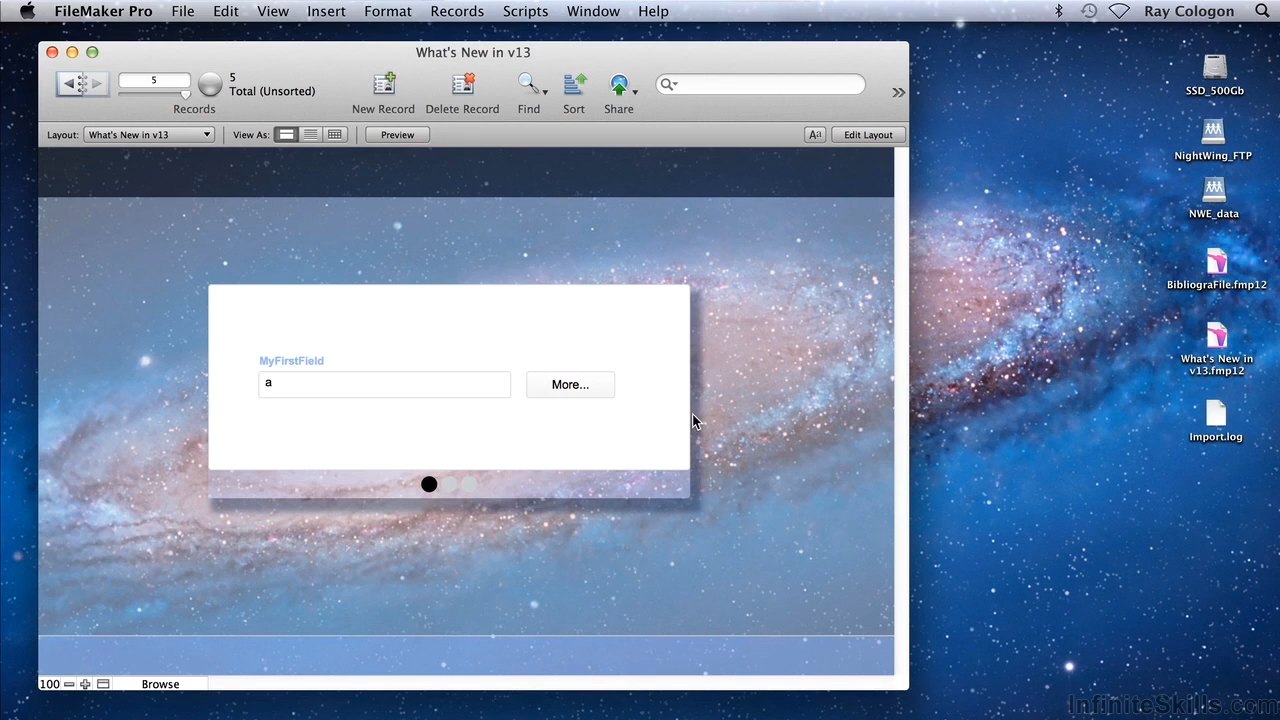 FileMaker Pro File Edit View Insert Format Records Scripts Window Help Ray Cologon
What's New in v13
5 5
Total (Unsorted)
Records New Record Delete Record Find Sort Share
Layout: What's New in v13 View As: Preview Aa Edit Layout
MyFirstField
a More...
100 Browse
SSD_500Gb
NightWing_FTP
NWE_data
BibliograFile.fmp12
What's New in
v13.fmp12
Import.log
InfiniteSkills.com